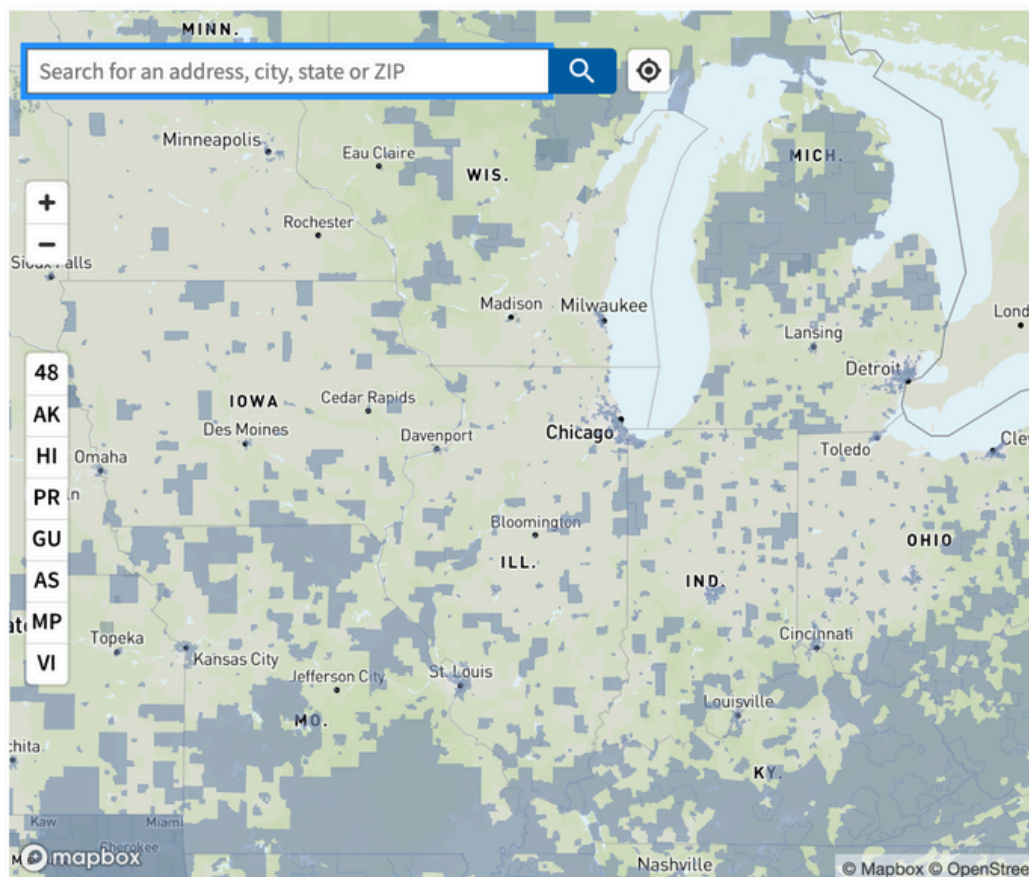 MINN.
Search for an address, city, state or ZIP
Minneapolis
Eau Claire
MICH.
WIS.
+
Rochester
−
Sioux Falls
Madison
Milwaukee
Lansing
48
Detroit
AK
IOWA
Cedar Rapids
Des Moines
Chicago
Davenport
HI
Omaha
Toledo
PR
Bloomington
GU
OHIO
ILL.
IND.
AS
MP
Topeka
Cincinnati
VI
Kansas City
Jefferson City
St. Louis
Louisville
MO.
KY.
Kaw
Miami
Cherokee
mapbox
Nashville
© Mapbox © OpenStree